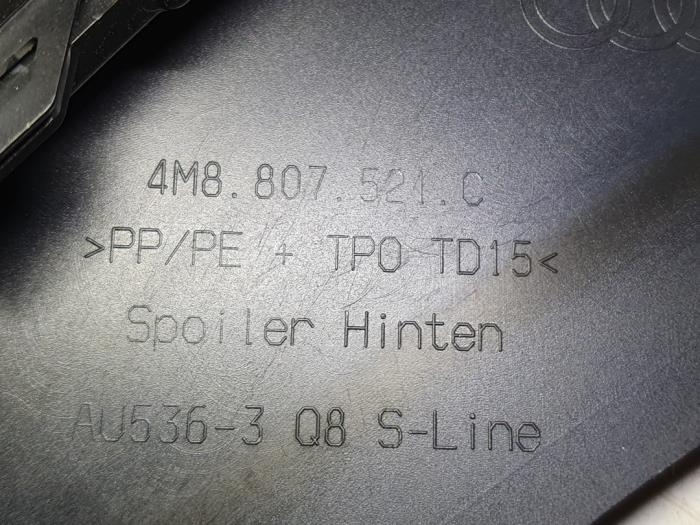 4M8.807.521.C
>PP/PE + TPO TD15<
Spoiler Hinten
AU536-3 Q8 S-Line